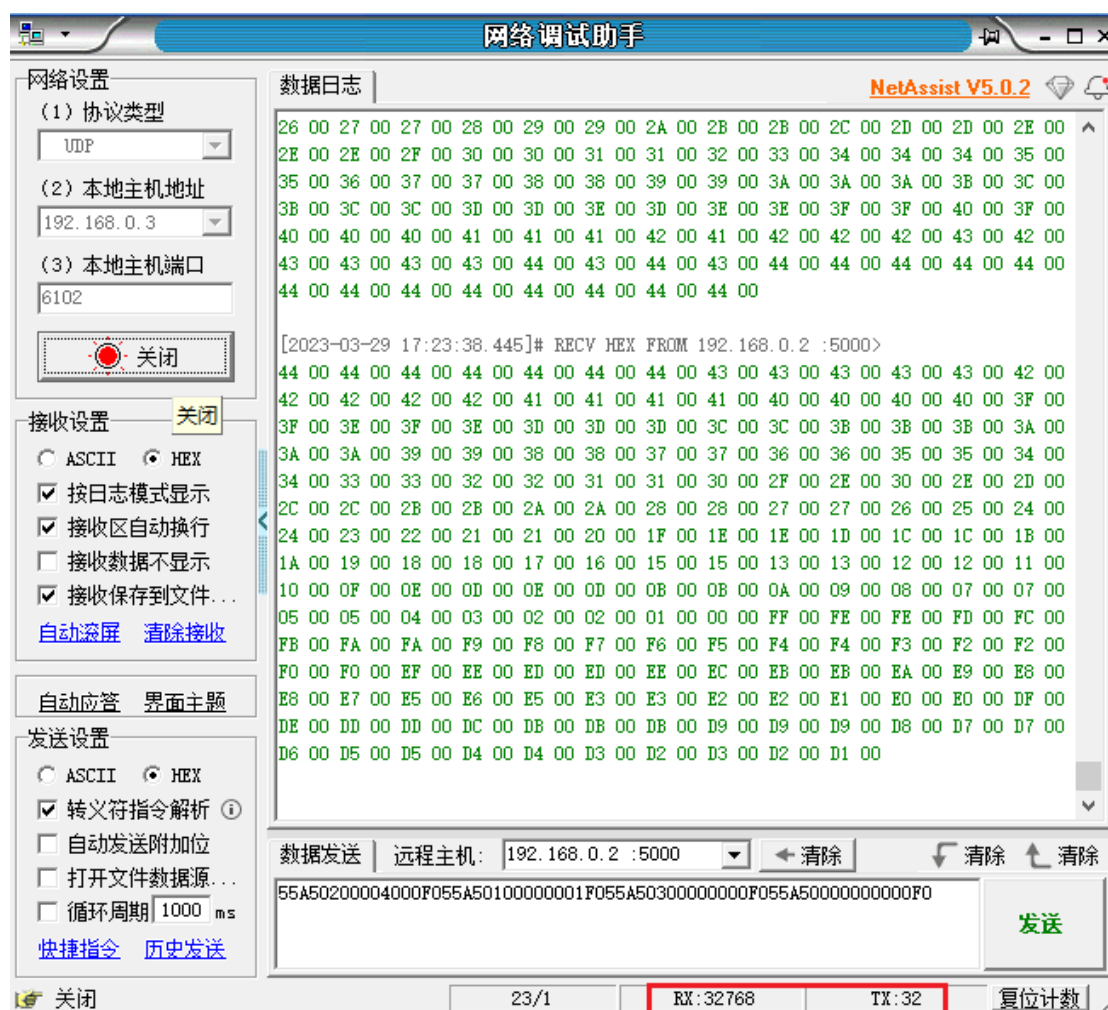 网络调试助手
网络设置
(1) 协议类型
UDP
(2) 本地主机地址
192.168.0.3
(3) 本地主机端口
6102
关闭
关闭
接收设置
ASCII HEX
按日志模式显示
接收区自动换行
接收数据不显示
接收保存到文件...
自动滚屏 清除接收
自动应答 界面主题
发送设置
ASCII HEX
转义符指令解析
自动发送附加位
打开文件数据源...
循环周期 1000 ms
快捷指令 历史发送
数据日志
NetAssist V5.0.2
26 00 27 00 27 00 28 00 29 00 29 00 2A 00 2B 00 2B 00 2C 00 2D 00 2D 00 2E 00
2E 00 2E 00 2F 00 30 00 30 00 31 00 31 00 32 00 33 00 34 00 34 00 34 00 35 00
35 00 36 00 37 00 37 00 38 00 38 00 39 00 39 00 3A 00 3A 00 3A 00 3B 00 3C 00
3B 00 3C 00 3C 00 3D 00 3D 00 3E 00 3D 00 3E 00 3E 00 3F 00 3F 00 40 00 3F 00
40 00 40 00 40 00 41 00 41 00 41 00 42 00 41 00 42 00 42 00 42 00 43 00 42 00
43 00 43 00 43 00 43 00 44 00 43 00 44 00 43 00 44 00 44 00 44 00 44 00 44 00
44 00 44 00 44 00 44 00 44 00 44 00 44 00 44 00
[2023-03-29 17:23:38.445]# RECV HEX FROM 192.168.0.2 :5000>
44 00 44 00 44 00 44 00 44 00 44 00 44 00 43 00 43 00 43 00 43 00 43 00 42 00
42 00 42 00 42 00 42 00 41 00 41 00 41 00 41 00 40 00 40 00 40 00 40 00 3F 00
3F 00 3E 00 3F 00 3E 00 3D 00 3D 00 3D 00 3C 00 3C 00 3B 00 3B 00 3B 00 3A 00
3A 00 3A 00 39 00 39 00 38 00 38 00 37 00 37 00 36 00 36 00 35 00 35 00 34 00
34 00 33 00 33 00 32 00 32 00 31 00 31 00 30 00 2F 00 2E 00 30 00 2E 00 2D 00
2C 00 2C 00 2B 00 2B 00 2A 00 2A 00 28 00 28 00 27 00 27 00 26 00 25 00 24 00
24 00 23 00 22 00 21 00 21 00 20 00 1F 00 1E 00 1E 00 1D 00 1C 00 1C 00 1B 00
1A 00 19 00 18 00 18 00 17 00 16 00 15 00 15 00 13 00 13 00 12 00 12 00 11 00
10 00 0F 00 0E 00 0D 00 0E 00 0D 00 0B 00 0B 00 0A 00 09 00 08 00 07 00 07 00
05 00 05 00 04 00 03 00 02 00 02 00 01 00 00 00 FF 00 FE 00 FE 00 FD 00 FC 00
FB 00 FA 00 FA 00 F9 00 F8 00 F7 00 F6 00 F5 00 F4 00 F4 00 F3 00 F2 00 F2 00
F0 00 F0 00 EF 00 EE 00 ED 00 ED 00 EE 00 EC 00 EB 00 EB 00 EA 00 E9 00 E8 00
E8 00 E7 00 E5 00 E6 00 E5 00 E3 00 E3 00 E2 00 E2 00 E1 00 E0 00 E0 00 DF 00
DE 00 DD 00 DD 00 DC 00 DB 00 DB 00 DB 00 D9 00 D9 00 D9 00 D8 00 D7 00 D7 00
D6 00 D5 00 D5 00 D4 00 D4 00 D3 00 D2 00 D3 00 D2 00 D1 00
数据发送 远程主机: 192.168.0.2 :5000 清除 清除 清除
55A50200004000F055A50100000001F055A50300000000F055A50000000000F0
发送
关闭 23/1 RX:32768 TX:32 复位计数